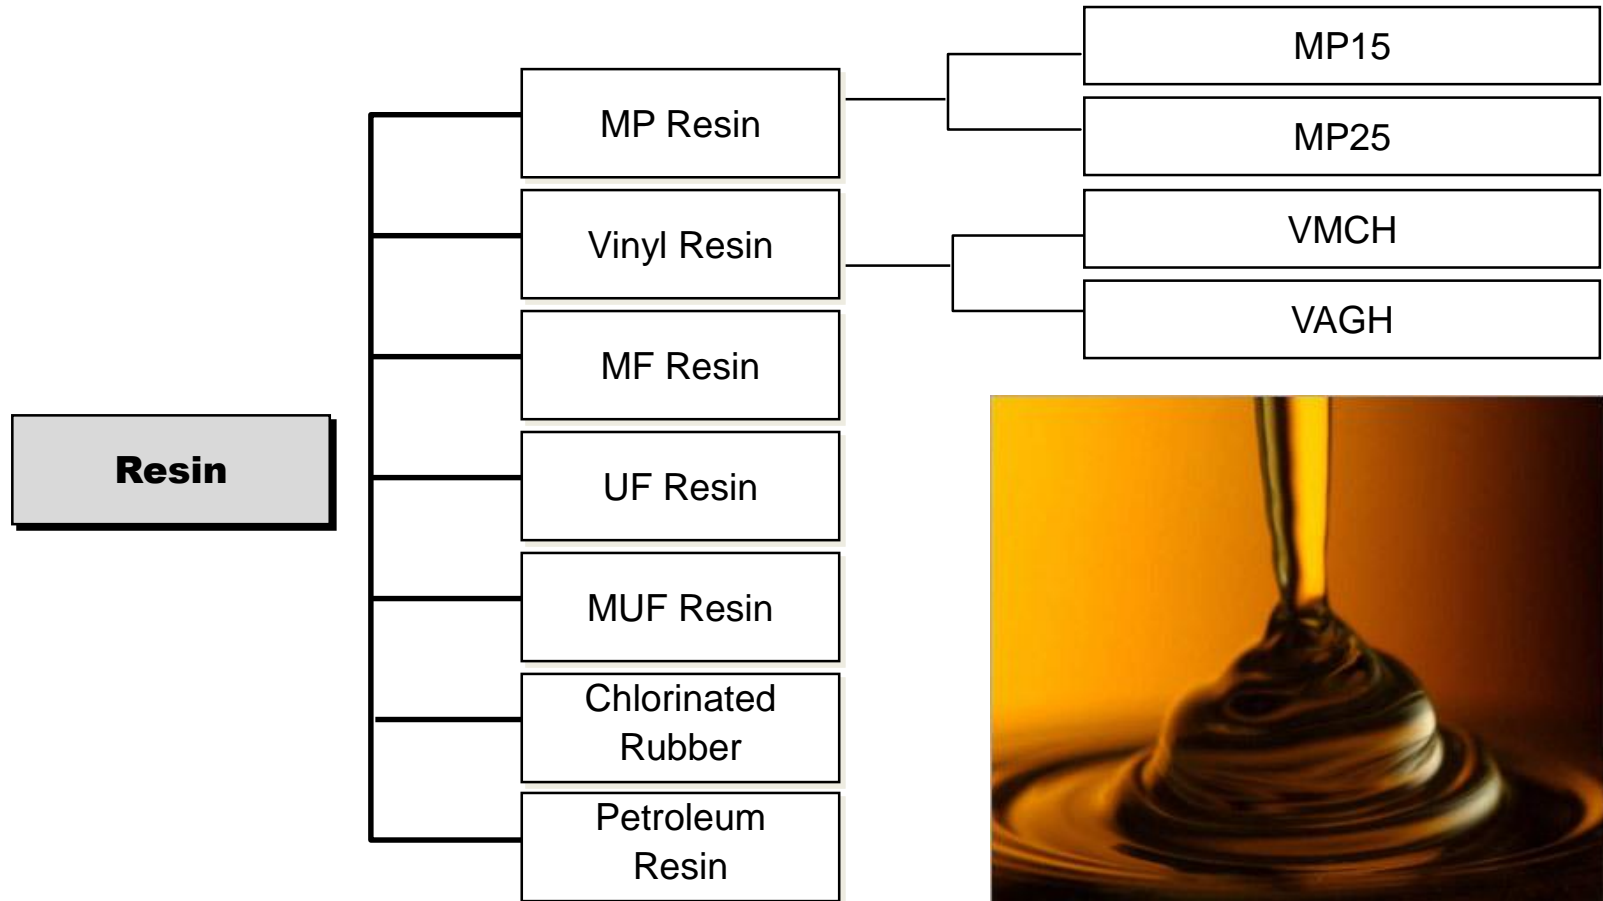 Resin
MP Resin
Vinyl Resin
MF Resin
UF Resin
MUF Resin
Chlorinated
Rubber
Petroleum
Resin
MP15
MP25
VMCH
VAGH